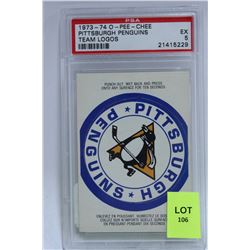 PSA
1973-74 O-PEE-CHEE
PITTSBURGH PENGUINS
TEAM LOGOS
EX
5
21415229
PUNCH OUT, WET BACK AND PRESS
ONTO ANY SURFACE FOR TEN SECONDS
PITTSBURGH
PENGUINS
LOT
106